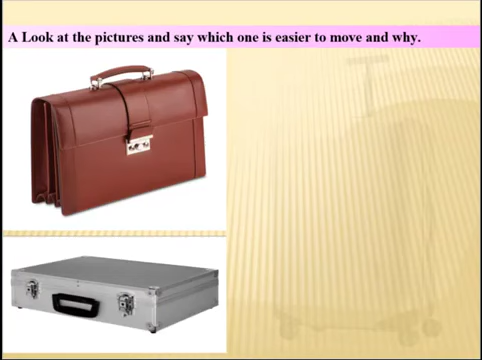 A Look at the pictures and say which one is easier to move and why.